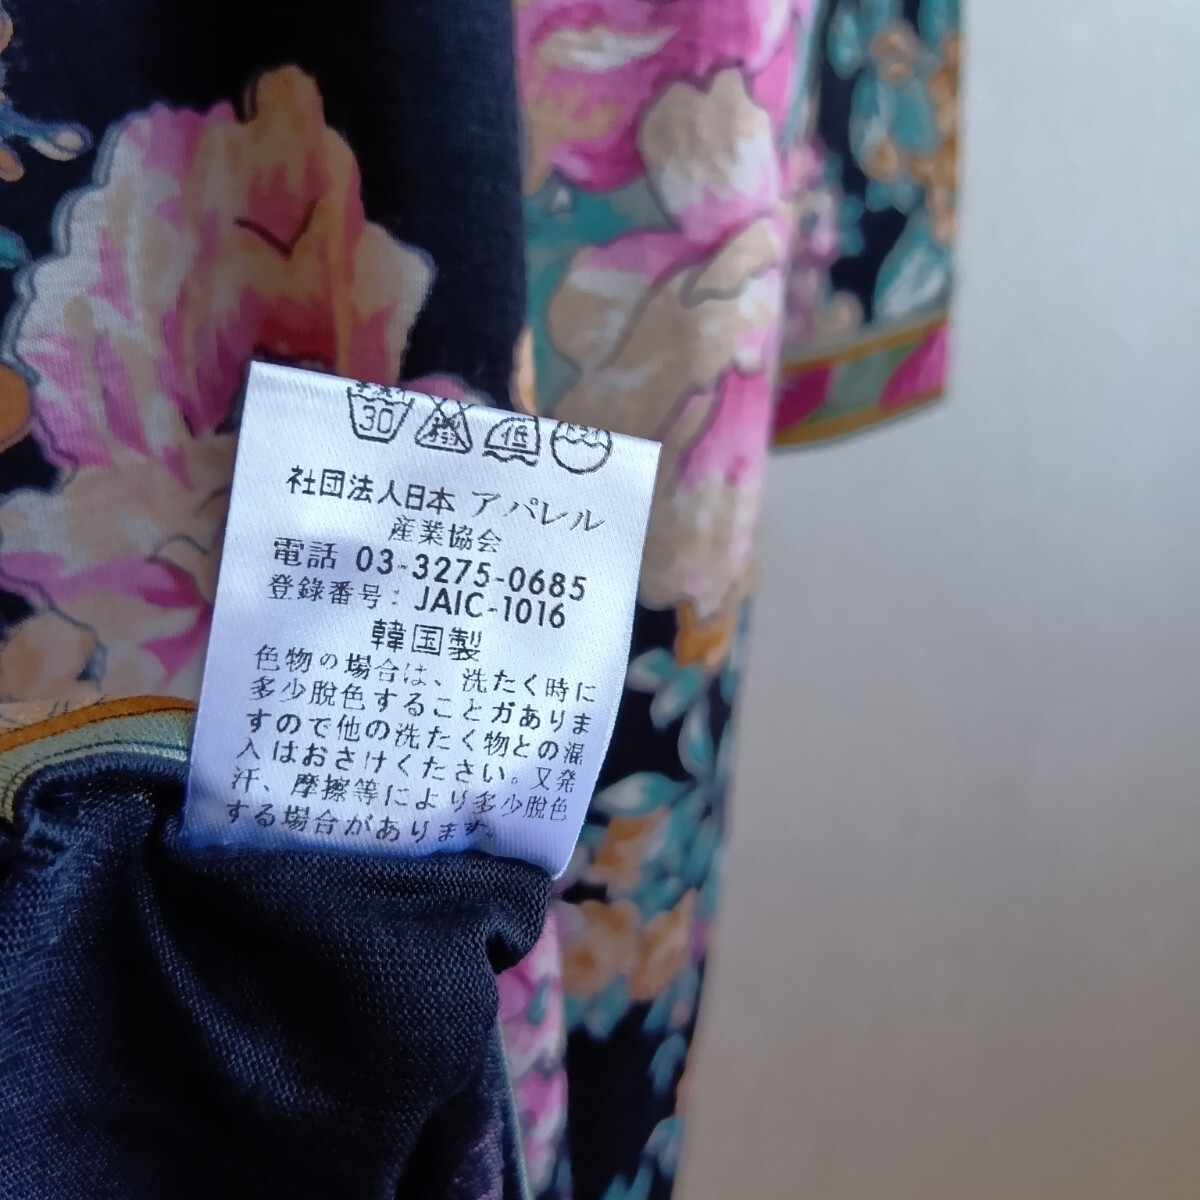 30 低
社団法人日本 アパレル
産業協会
電話 03-3275-0685
登録番号: JAIC-1016
韓国製
色物の場合は、洗たく時に
多少脱色することガありま
すので他の洗たく物との混
入はおさけください。又発
汗、摩擦等により多少脱色
する場合があります。